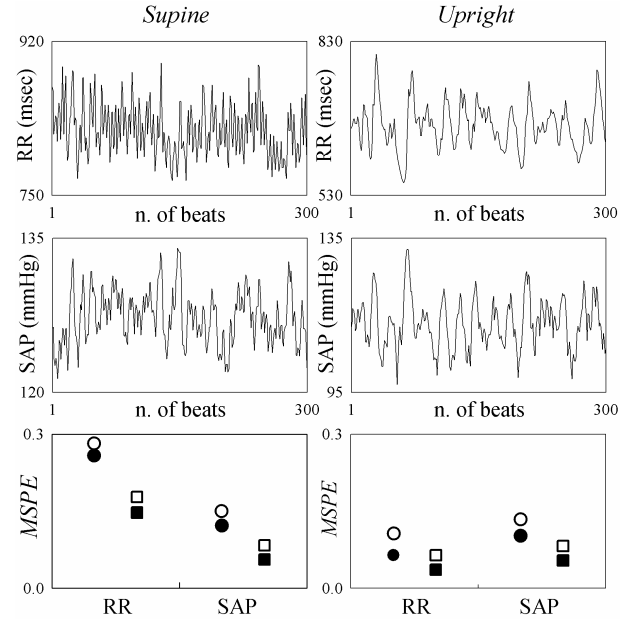 Supine Upright
920
RR (msec)
750
1 n. of beats 300
830
RR (msec)
530
1 n. of beats 300
135
SAP (mmHg)
120
1 n. of beats 300
135
SAP (mmHg)
95
1 n. of beats 300
0.3
MSPE
0.0
RR SAP
0.3
MSPE
0.0
RR SAP